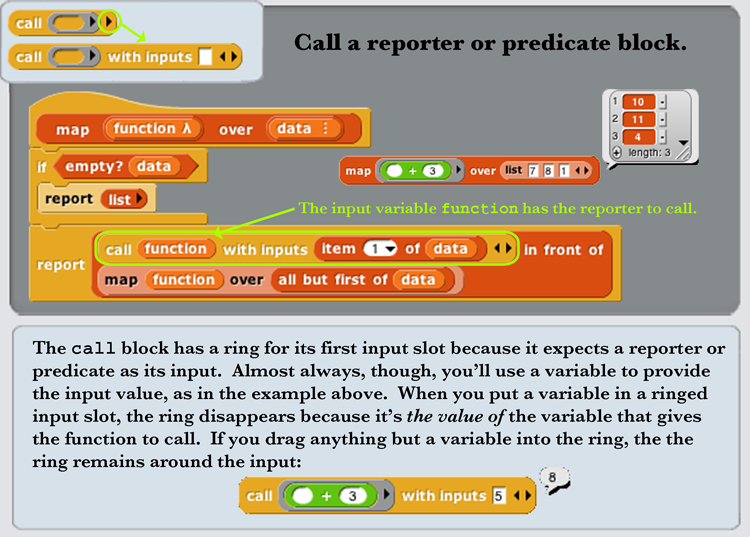 call
call with inputs
Call a reporter or predicate block.
map function λ over data ⋮
if empty? data
report list
map + 3 over list 7 8 1
1 10 -
2 11 -
3 4 -
+ length: 3
The input variable function has the reporter to call.
report call function with inputs item 1 of data in front of
map function over all but first of data
The call block has a ring for its first input slot because it expects a reporter or
predicate as its input. Almost always, though, you’ll use a variable to provide
the input value, as in the example above. When you put a variable in a ringed
input slot, the ring disappears because it’s the value of the variable that gives
the function to call. If you drag anything but a variable into the ring, the the
ring remains around the input:
call + 3 with inputs 5
8